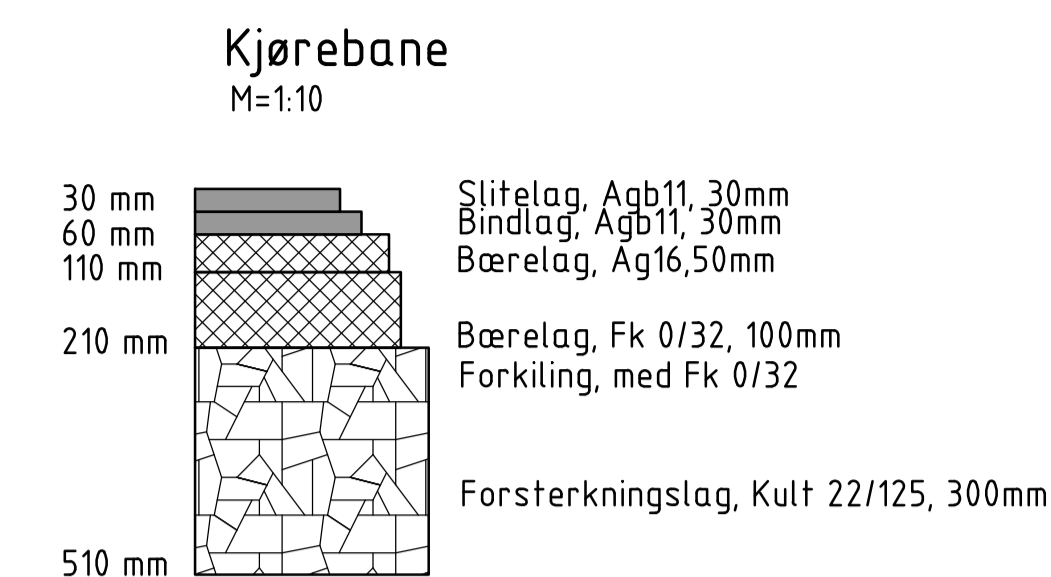 Kjørebane
M=1:10
30 mm
Slitelag, Agb11, 30mm
Bindlag, Agb11, 30mm
60 mm
Bærelag, Ag16,50mm
110 mm
210 mm
Bærelag, Fk 0/32, 100mm
Forkiling, med Fk 0/32
Forsterkningslag, Kult 22/125, 300mm
510 mm